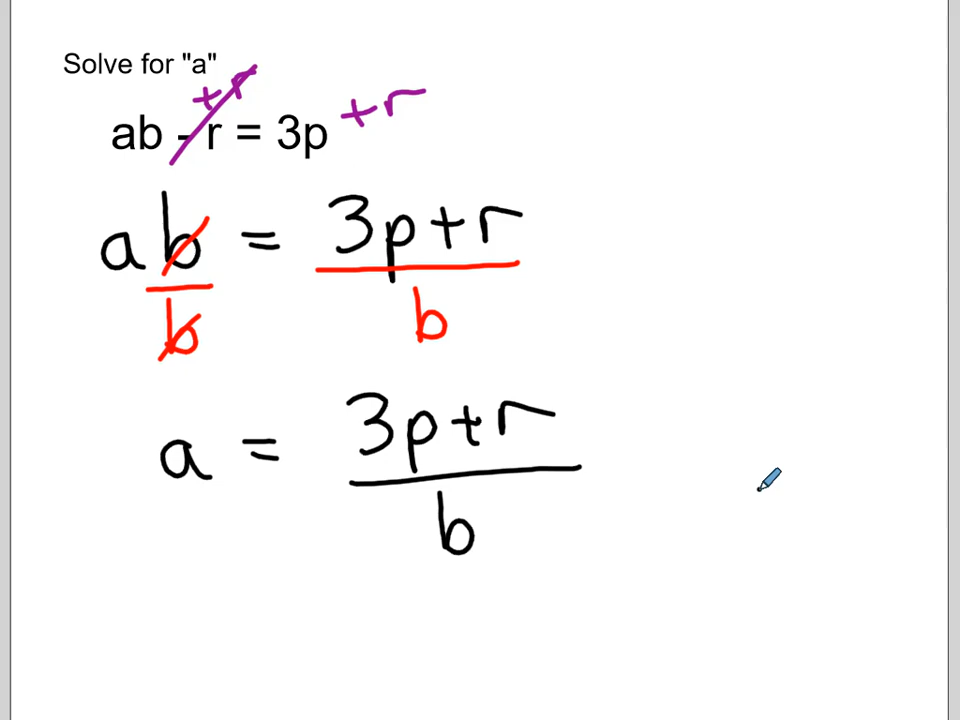 Solve for "a"
+r
ab - r = 3p +r
ab = 3p+r
b b
a = 3p+r
b